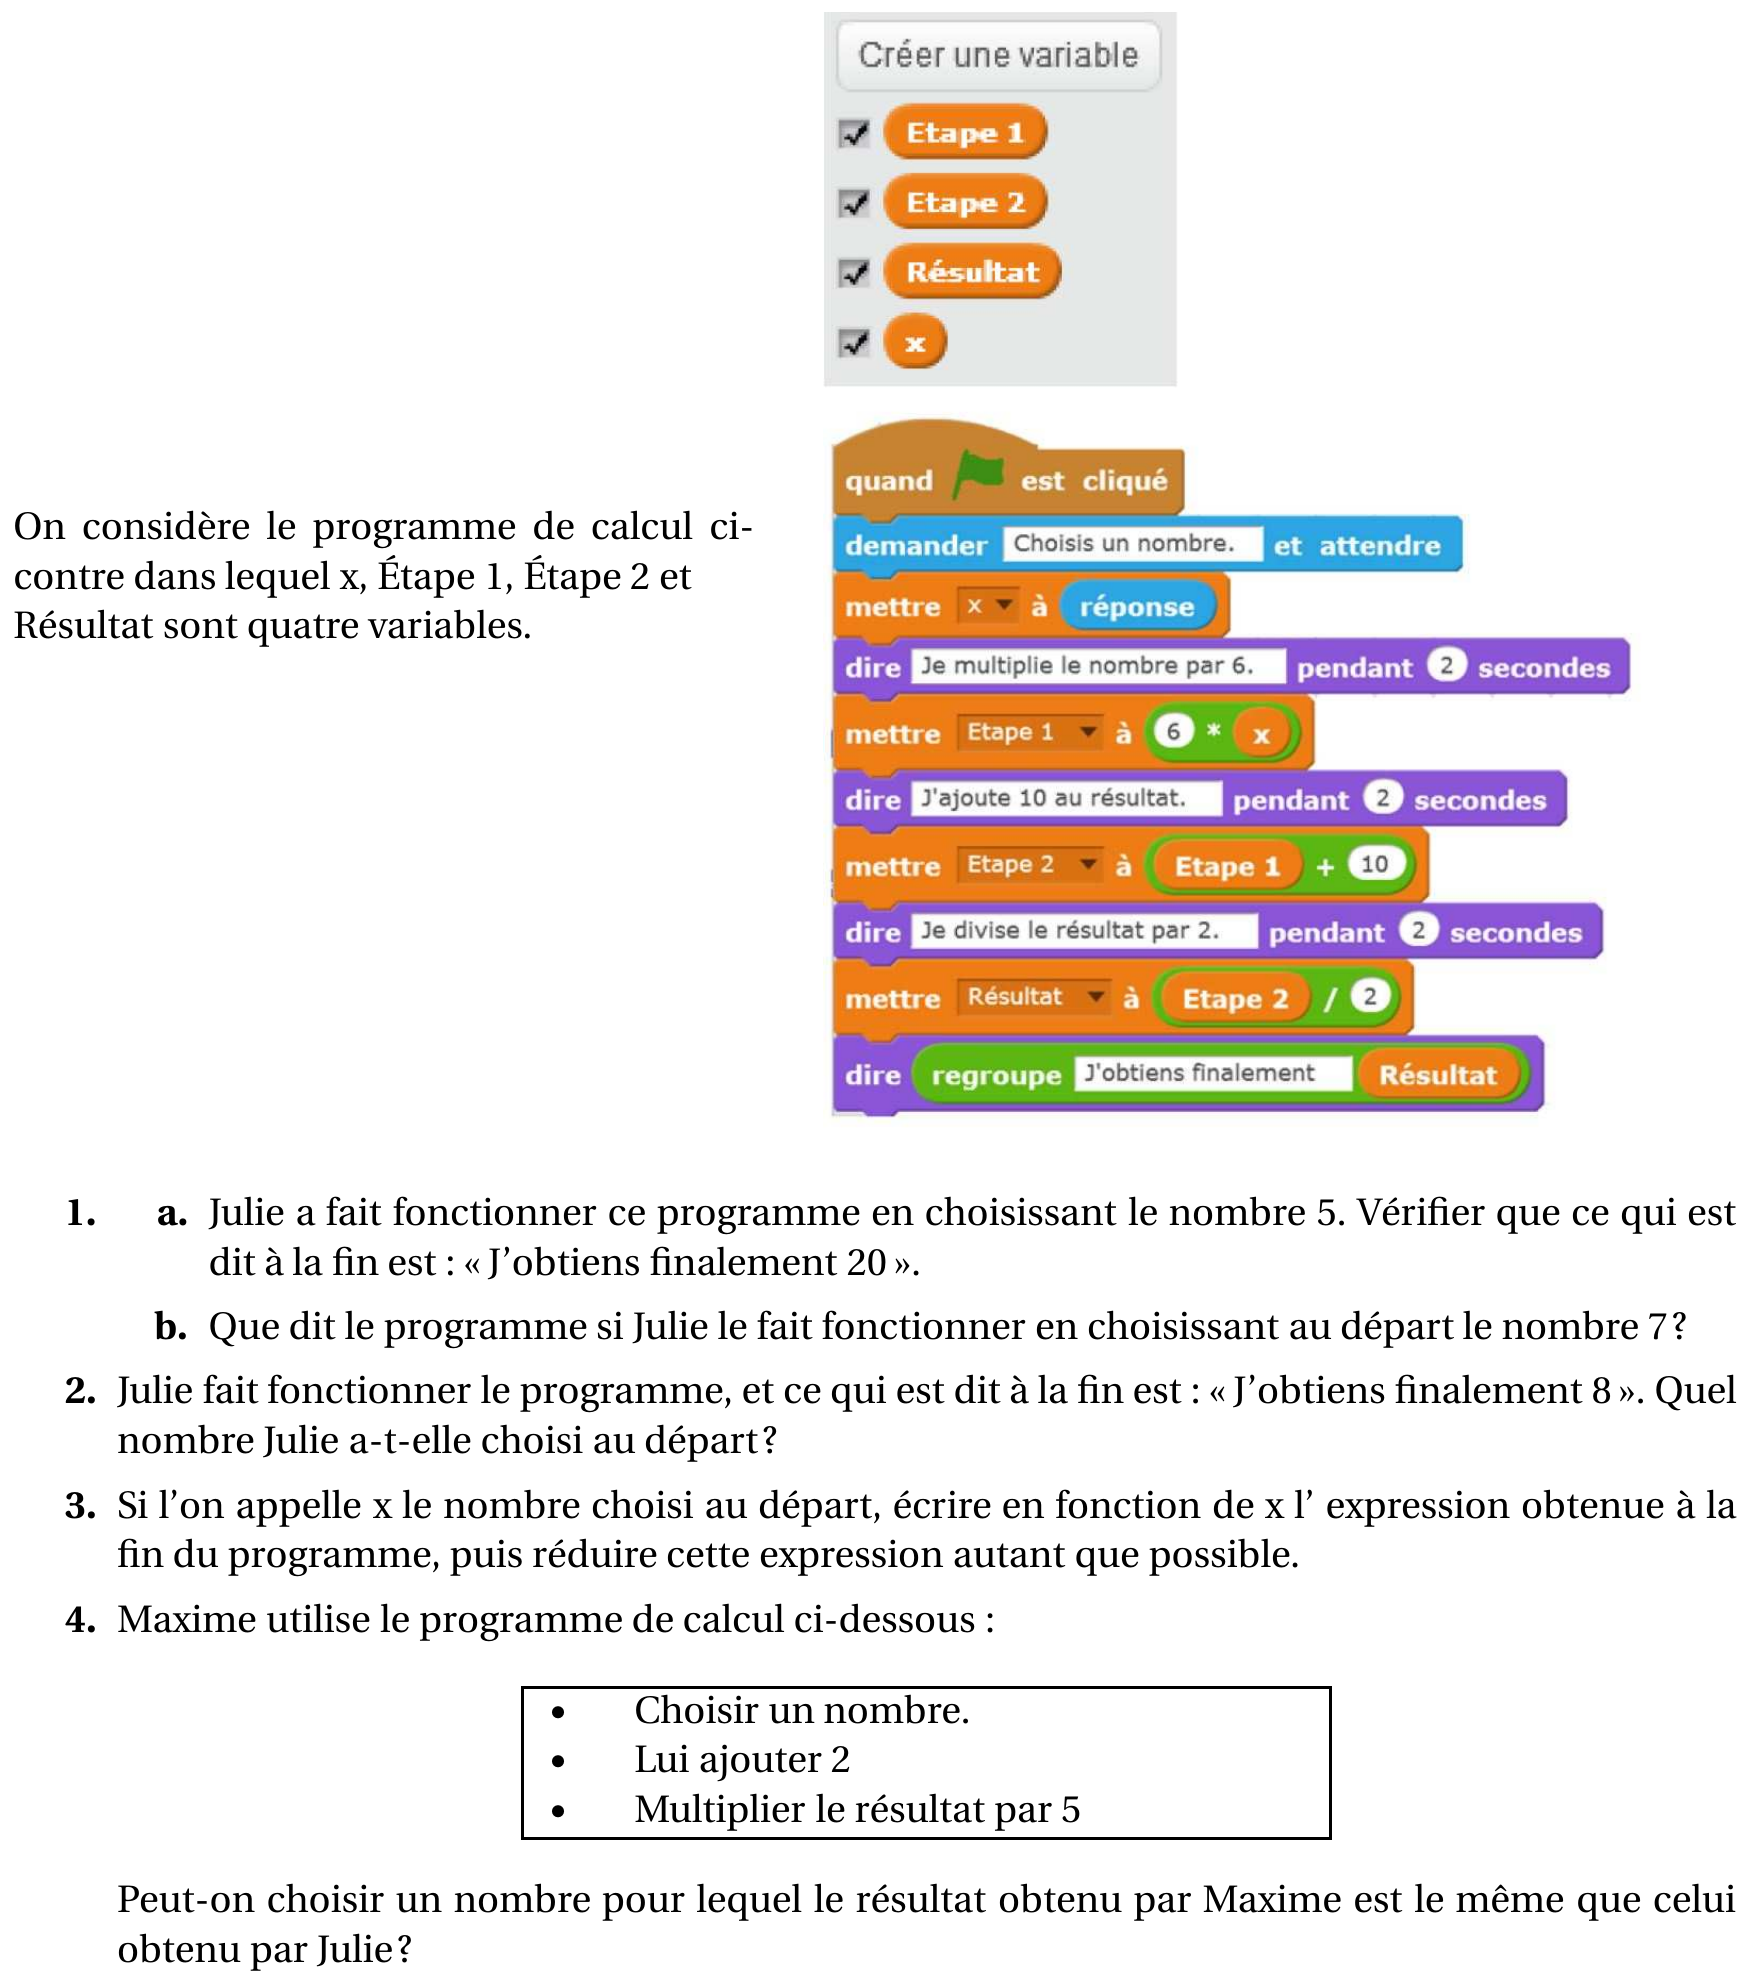 Créer une variable
Etape 1
Etape 2
Résultat
x
On considère le programme de calcul ci-
contre dans lequel x, Étape 1, Étape 2 et
Résultat sont quatre variables.
quand est cliqué
demander Choisis un nombre. et attendre
mettre x à réponse
dire Je multiplie le nombre par 6. pendant 2 secondes
mettre Etape 1 à 6 * x
dire J'ajoute 10 au résultat. pendant 2 secondes
mettre Etape 2 à Etape 1 + 10
dire Je divise le résultat par 2. pendant 2 secondes
mettre Résultat à Etape 2 / 2
dire regroupe J'obtiens finalement Résultat
1. a. Julie a fait fonctionner ce programme en choisissant le nombre 5. Vérifier que ce qui est
dit à la fin est : « J'obtiens finalement 20 ».
b. Que dit le programme si Julie le fait fonctionner en choisissant au départ le nombre 7 ?
2. Julie fait fonctionner le programme, et ce qui est dit à la fin est : « J'obtiens finalement 8 ». Quel
nombre Julie a-t-elle choisi au départ ?
3. Si l'on appelle x le nombre choisi au départ, écrire en fonction de x l' expression obtenue à la
fin du programme, puis réduire cette expression autant que possible.
4. Maxime utilise le programme de calcul ci-dessous :
• Choisir un nombre.
• Lui ajouter 2
• Multiplier le résultat par 5
Peut-on choisir un nombre pour lequel le résultat obtenu par Maxime est le même que celui
obtenu par Julie ?